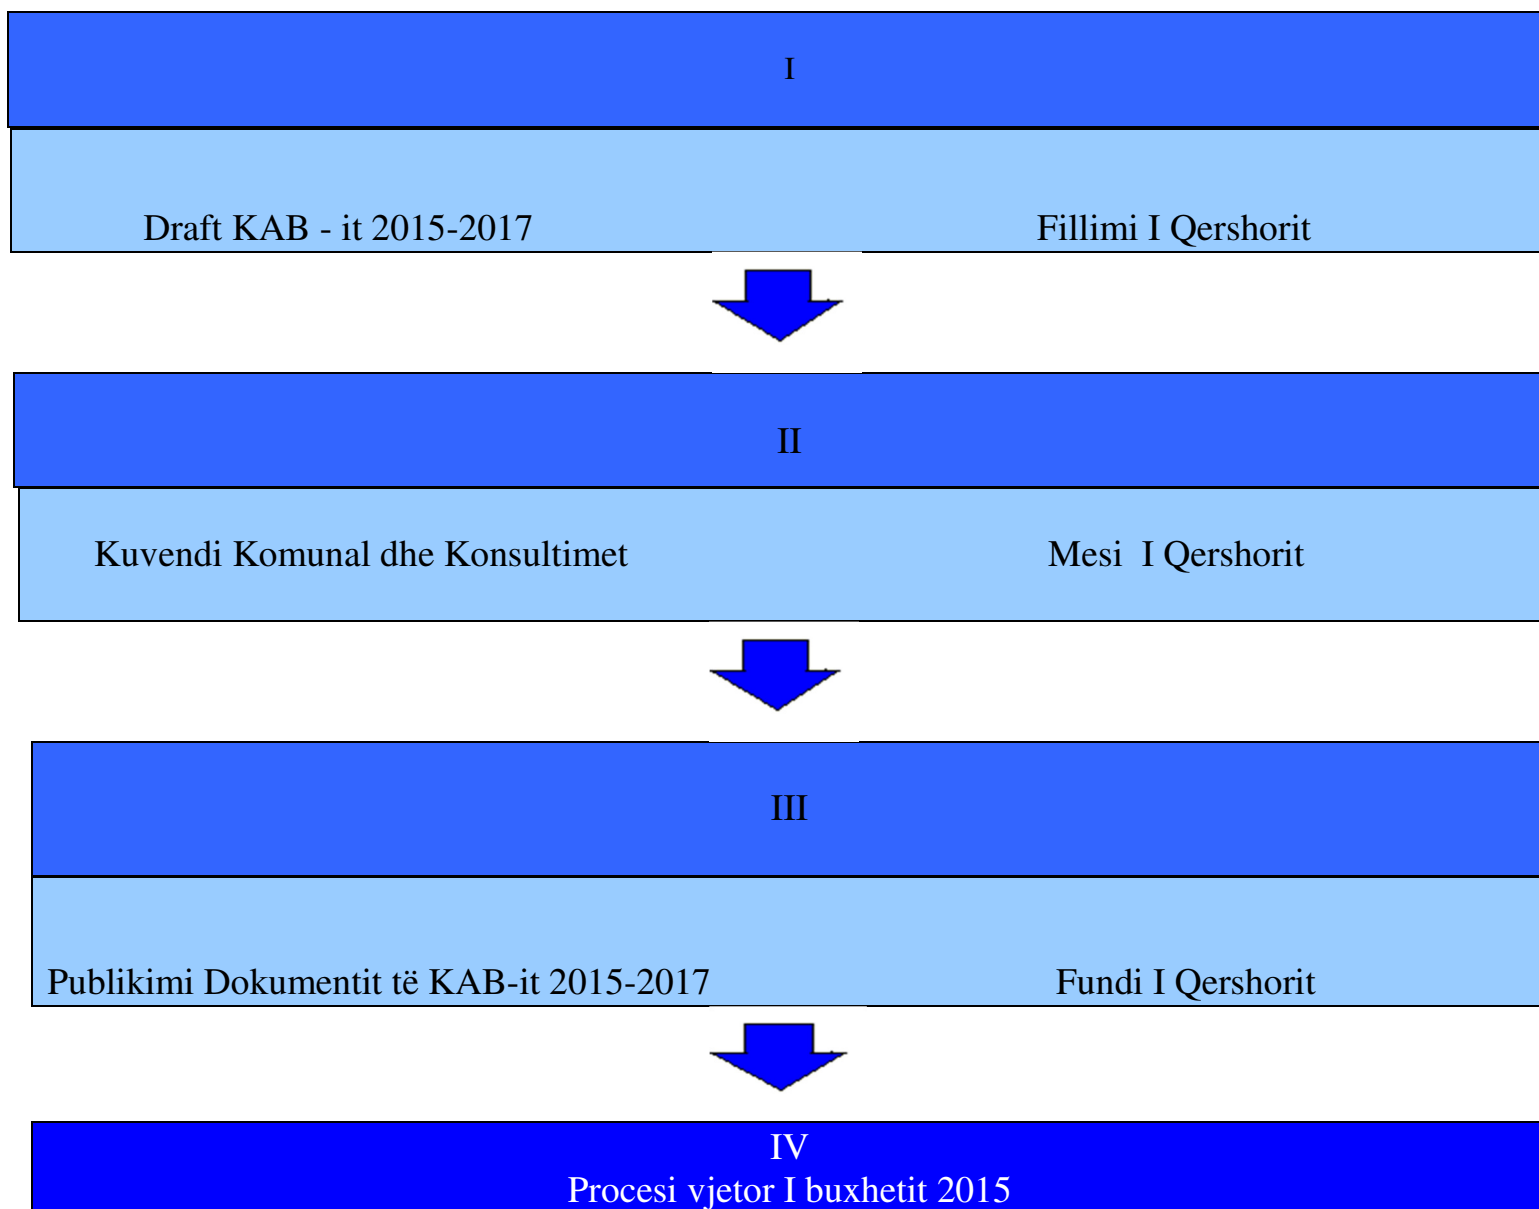 I
Draft KAB - it 2015-2017 Fillimi I Qershorit
II
Kuvendi Komunal dhe Konsultimet Mesi I Qershorit
III
Publikimi Dokumentit të KAB-it 2015-2017 Fundi I Qershorit
IV
Procesi vjetor I buxhetit 2015